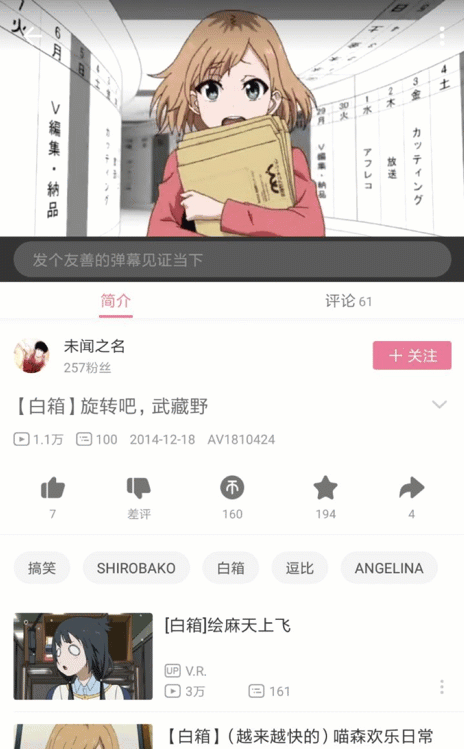 火
6月
5
V編集・納品
29月
30火
1水
2木
3金
4土
V編集・納品
アフレコ
放送
カッティング
发个友善的弹幕见证当下
简介
评论 61
未闻之名
257粉丝
＋ 关注
【白箱】旋转吧，武藏野
1.1万 100 2014-12-18 AV1810424
7 差评 160 194 4
搞笑 SHIROBAKO 白箱 逗比 ANGELINA
[白箱]绘麻天上飞
UP V.R.
3万 161
【白箱】（越来越快的）喵森欢乐日常